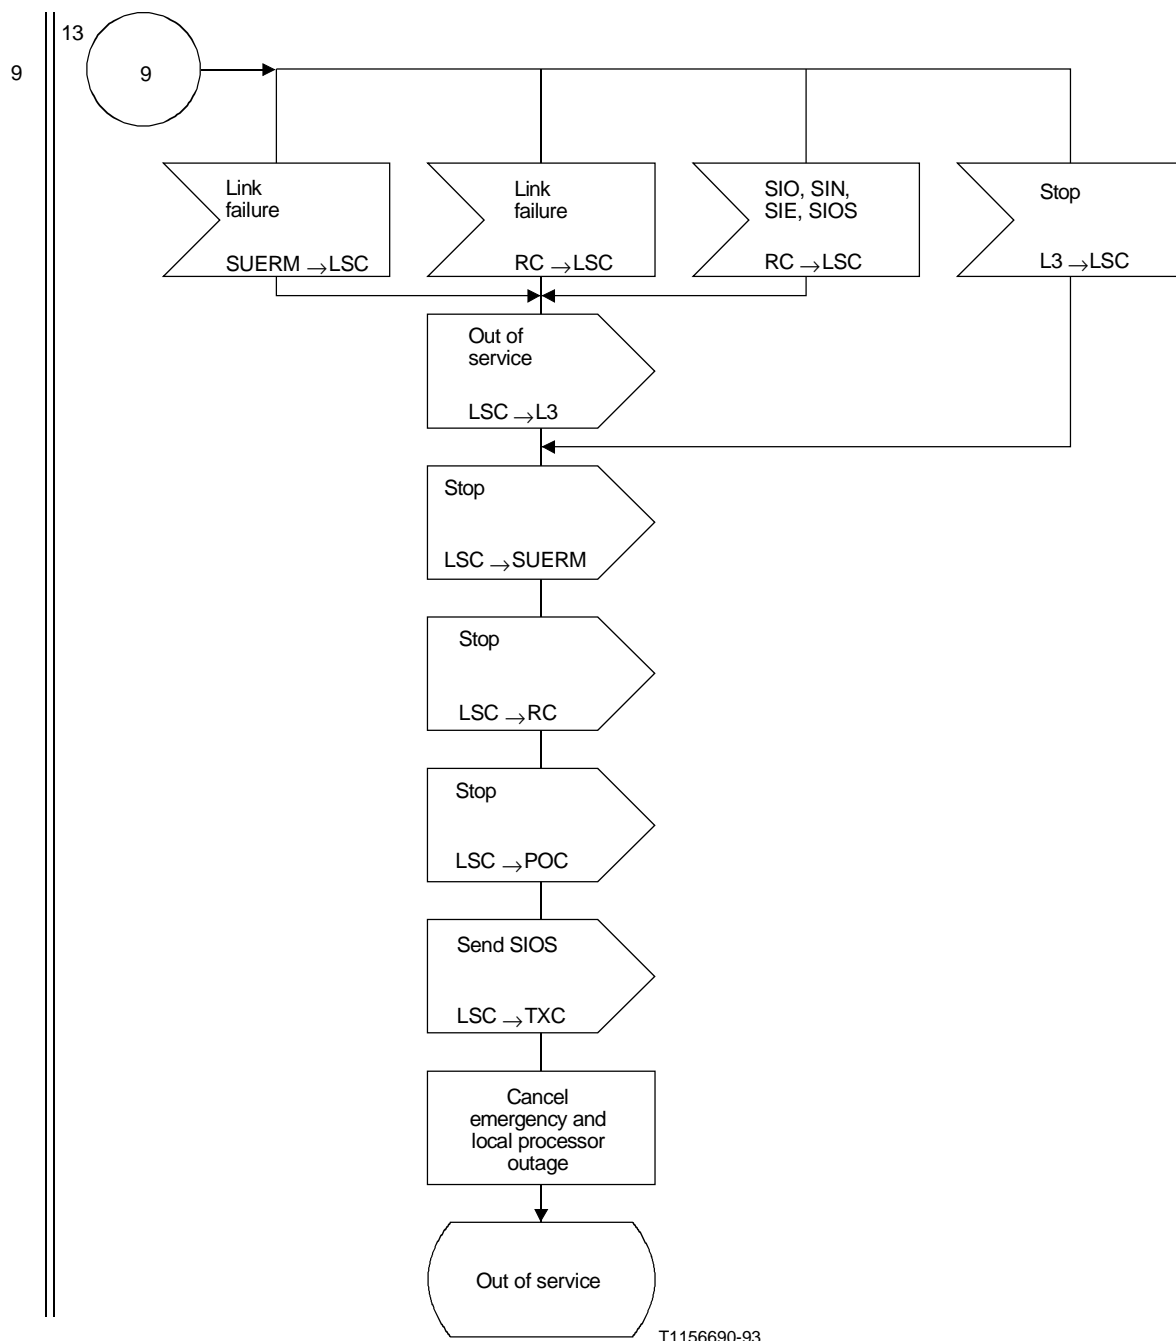 13
9
9
Link
failure
SUERM → LSC
Link
failure
RC → LSC
SIO, SIN,
SIE, SIOS
RC → LSC
Stop
L3 → LSC
Out of
service
LSC → L3
Stop
LSC → SUERM
Stop
LSC → RC
Stop
LSC → POC
Send SIOS
LSC → TXC
Cancel
emergency and
local processor
outage
Out of service
T1156690-93